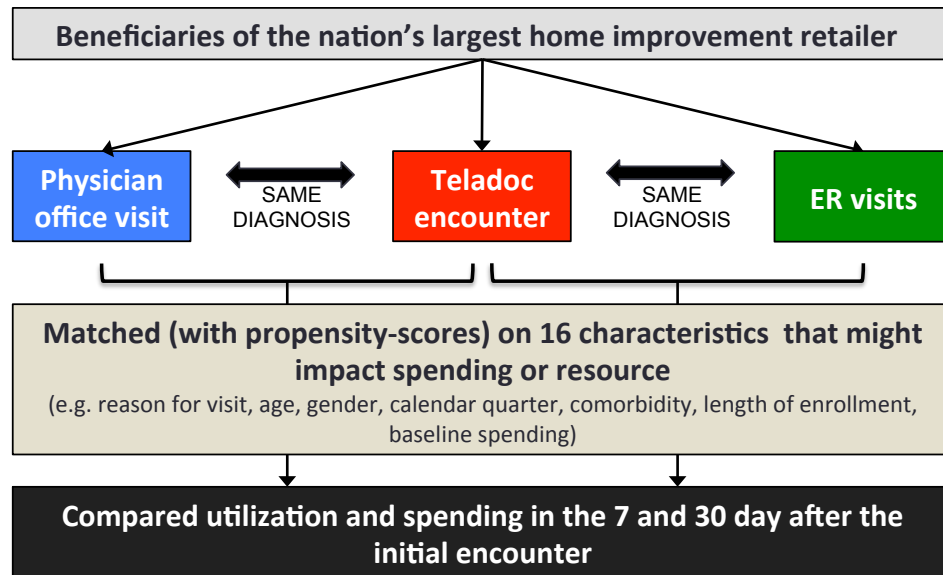 Beneficiaries of the nation's largest home improvement retailer
Physician
office visit
SAME
DIAGNOSIS
Teladoc
encounter
SAME
DIAGNOSIS
ER visits
Matched (with propensity-scores) on 16 characteristics that might
impact spending or resource
(e.g. reason for visit, age, gender, calendar quarter, comorbidity, length of enrollment,
baseline spending)
Compared utilization and spending in the 7 and 30 day after the
initial encounter